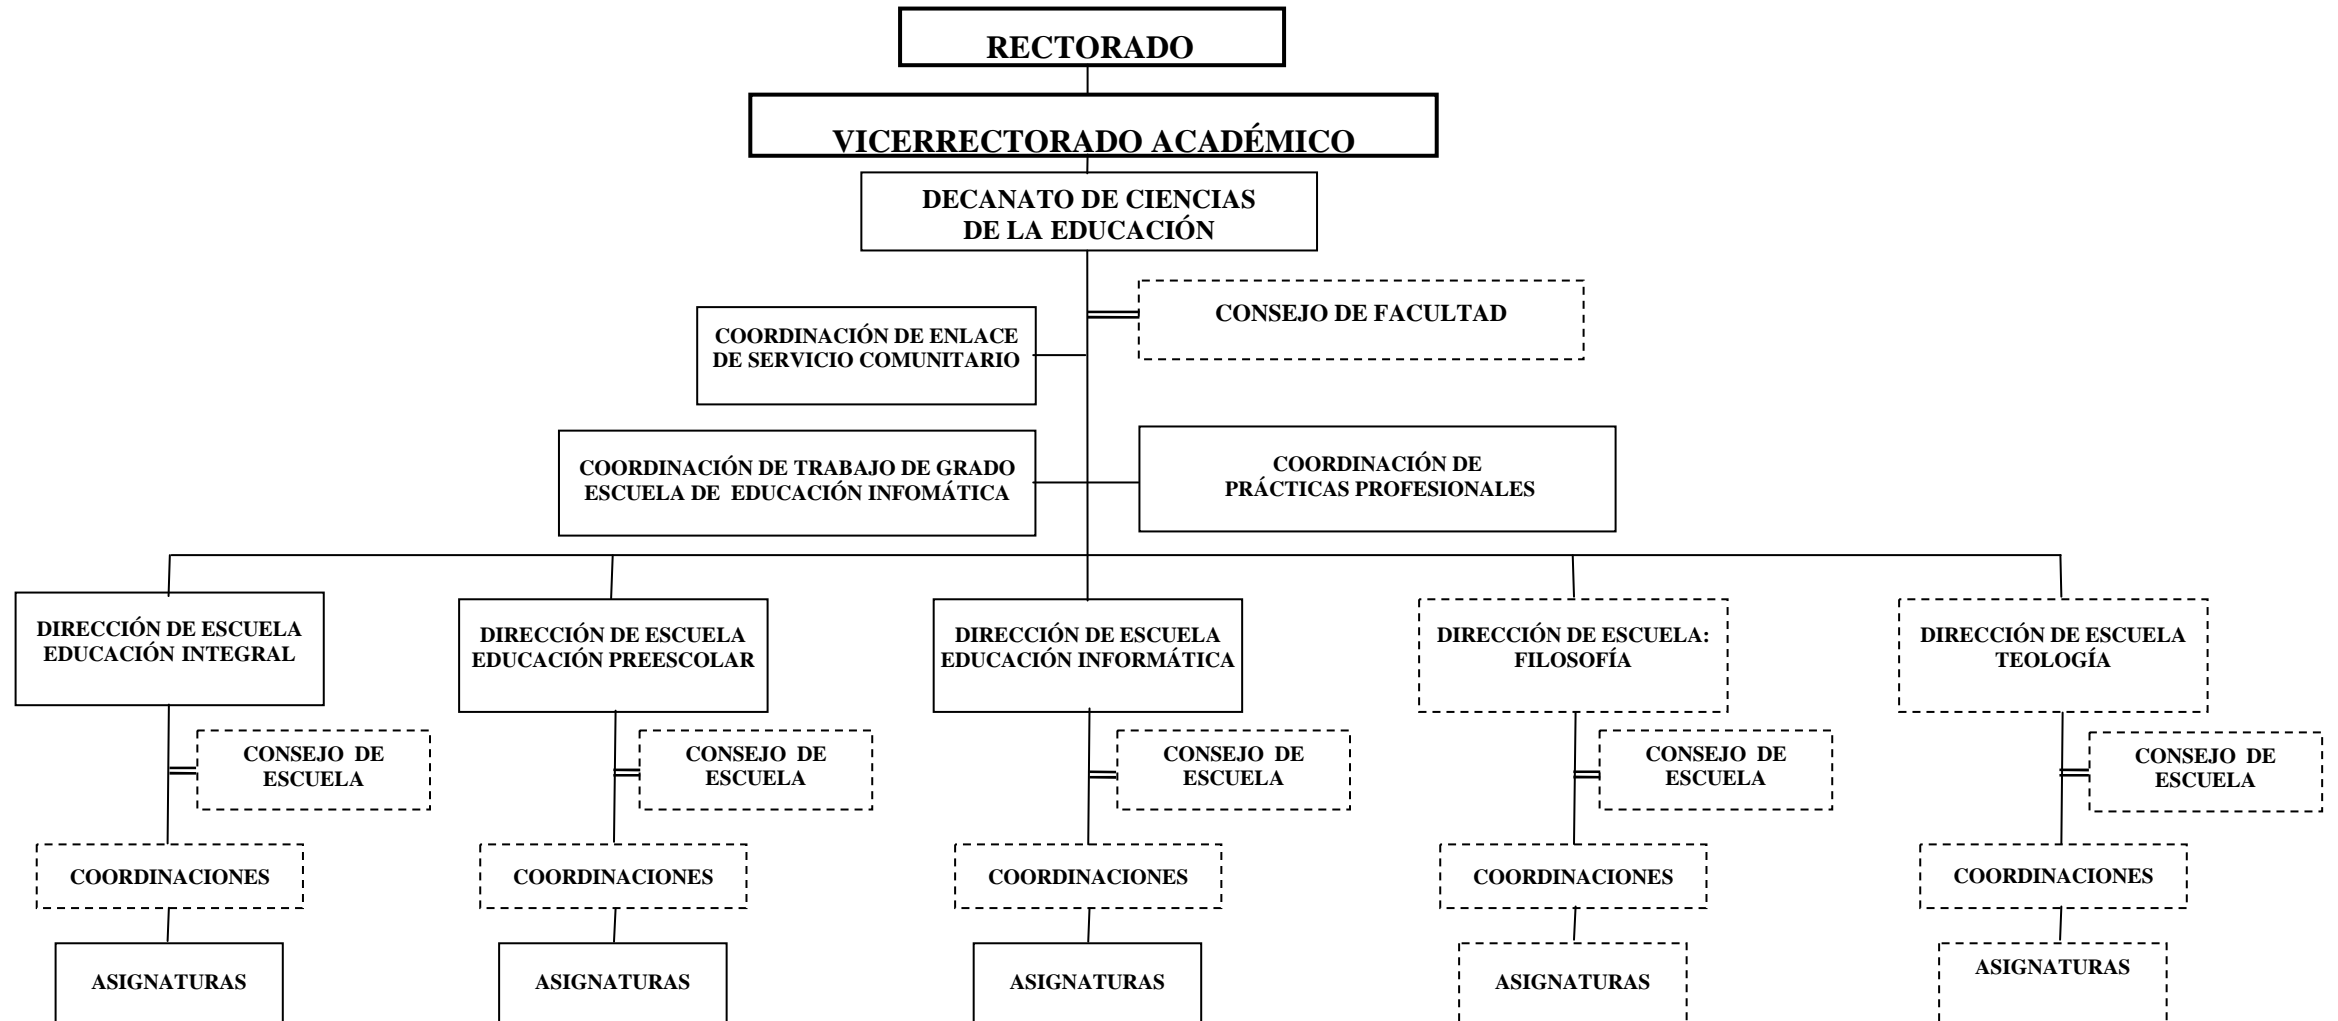 RECTORADO
VICERRECTORADO ACADÉMICO
DECANATO DE CIENCIAS
DE LA EDUCACIÓN
CONSEJO DE FACULTAD
COORDINACIÓN DE ENLACE
DE SERVICIO COMUNITARIO
COORDINACIÓN DE TRABAJO DE GRADO
ESCUELA DE EDUCACIÓN INFOMÁTICA
COORDINACIÓN DE
PRÁCTICAS PROFESIONALES
DIRECCIÓN DE ESCUELA
EDUCACIÓN INTEGRAL
DIRECCIÓN DE ESCUELA
EDUCACIÓN PREESCOLAR
DIRECCIÓN DE ESCUELA
EDUCACIÓN INFORMÁTICA
DIRECCIÓN DE ESCUELA:
FILOSOFÍA
DIRECCIÓN DE ESCUELA
TEOLOGÍA
CONSEJO DE
ESCUELA
CONSEJO DE
ESCUELA
CONSEJO DE
ESCUELA
CONSEJO DE
ESCUELA
CONSEJO DE
ESCUELA
COORDINACIONES
COORDINACIONES
COORDINACIONES
COORDINACIONES
COORDINACIONES
ASIGNATURAS
ASIGNATURAS
ASIGNATURAS
ASIGNATURAS
ASIGNATURAS